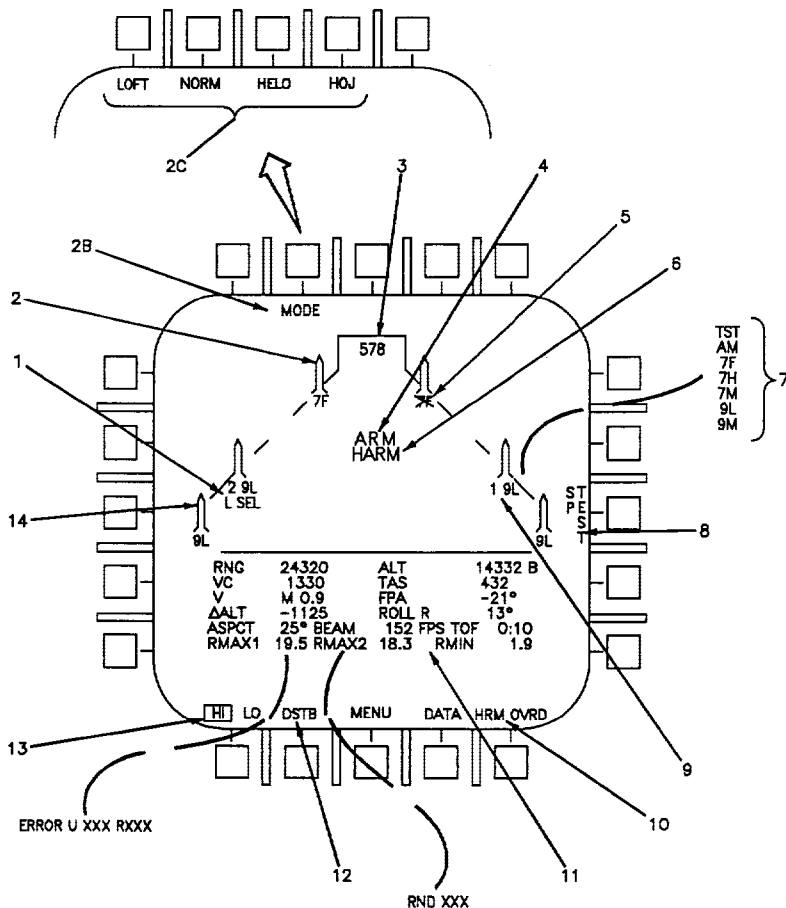 LOFT NORM HELO HOJ
2C 3 4
2B 5
MODE 6
2
578 TST
AM
7F
7H
7M
9L
9M
7
1 7F
ARM
HARM
2 9L 1 9L
L SEL ST
PE
S
T
14 8
9L 9L
RNG 24320 ALT 14332 B
VC 1330 TAS 432
V M 0.9 FPA -21°
ΔALT -1125 ROLL R 13°
ASPCT 25° BEAM 152 FPS TOF 0:10
RMAX1 19.5 RMAX2 18.3 RMIN 1.9
HI LO DSTB MENU DATA HRM OVRD
13 9
ERROR U XXX RXXX 10
12 11
RND XXX